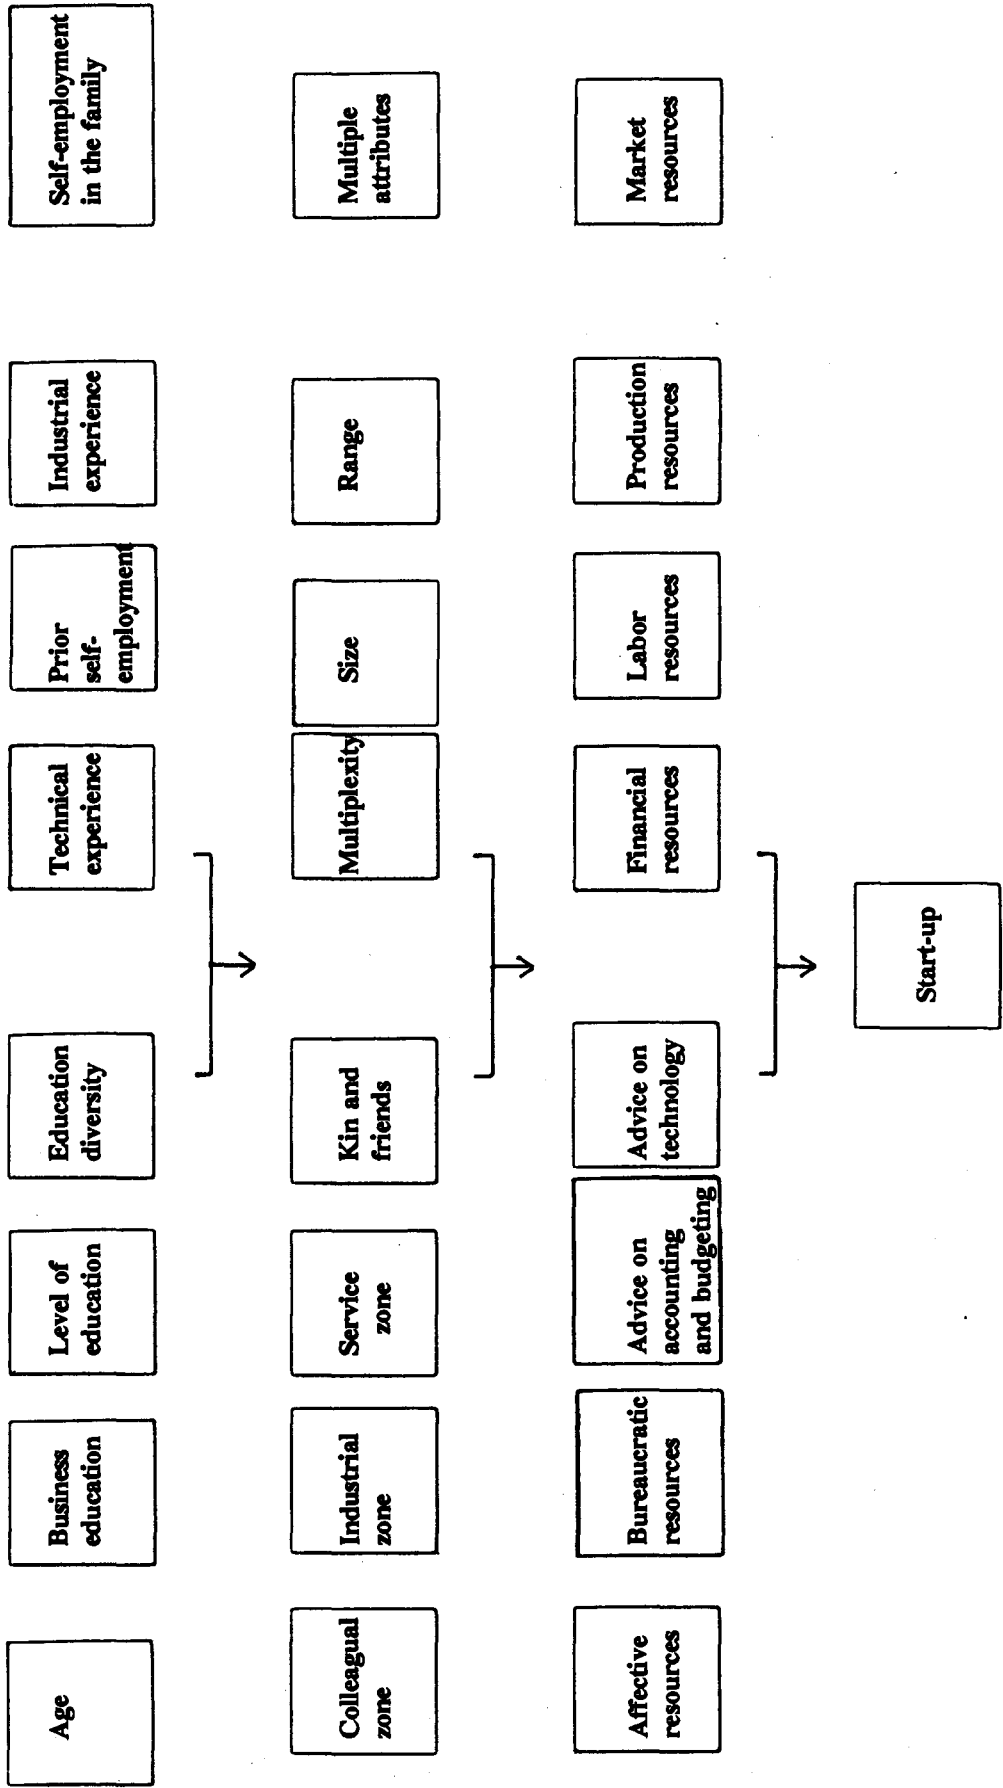 Age
Business
education
Level of
education
Education
diversity
Technical
experience
Prior
self-
employment
Industrial
experience
Self-employment
in the family
Colleagual
zone
Industrial
zone
Service
zone
Kin and
friends
Multiplexity
Size
Range
Multiple
attributes
Affective
resources
Bureaucratic
resources
Advice on
accounting
and budgeting
Advice on
technology
Financial
resources
Labor
resources
Production
resources
Market
resources
Start-up